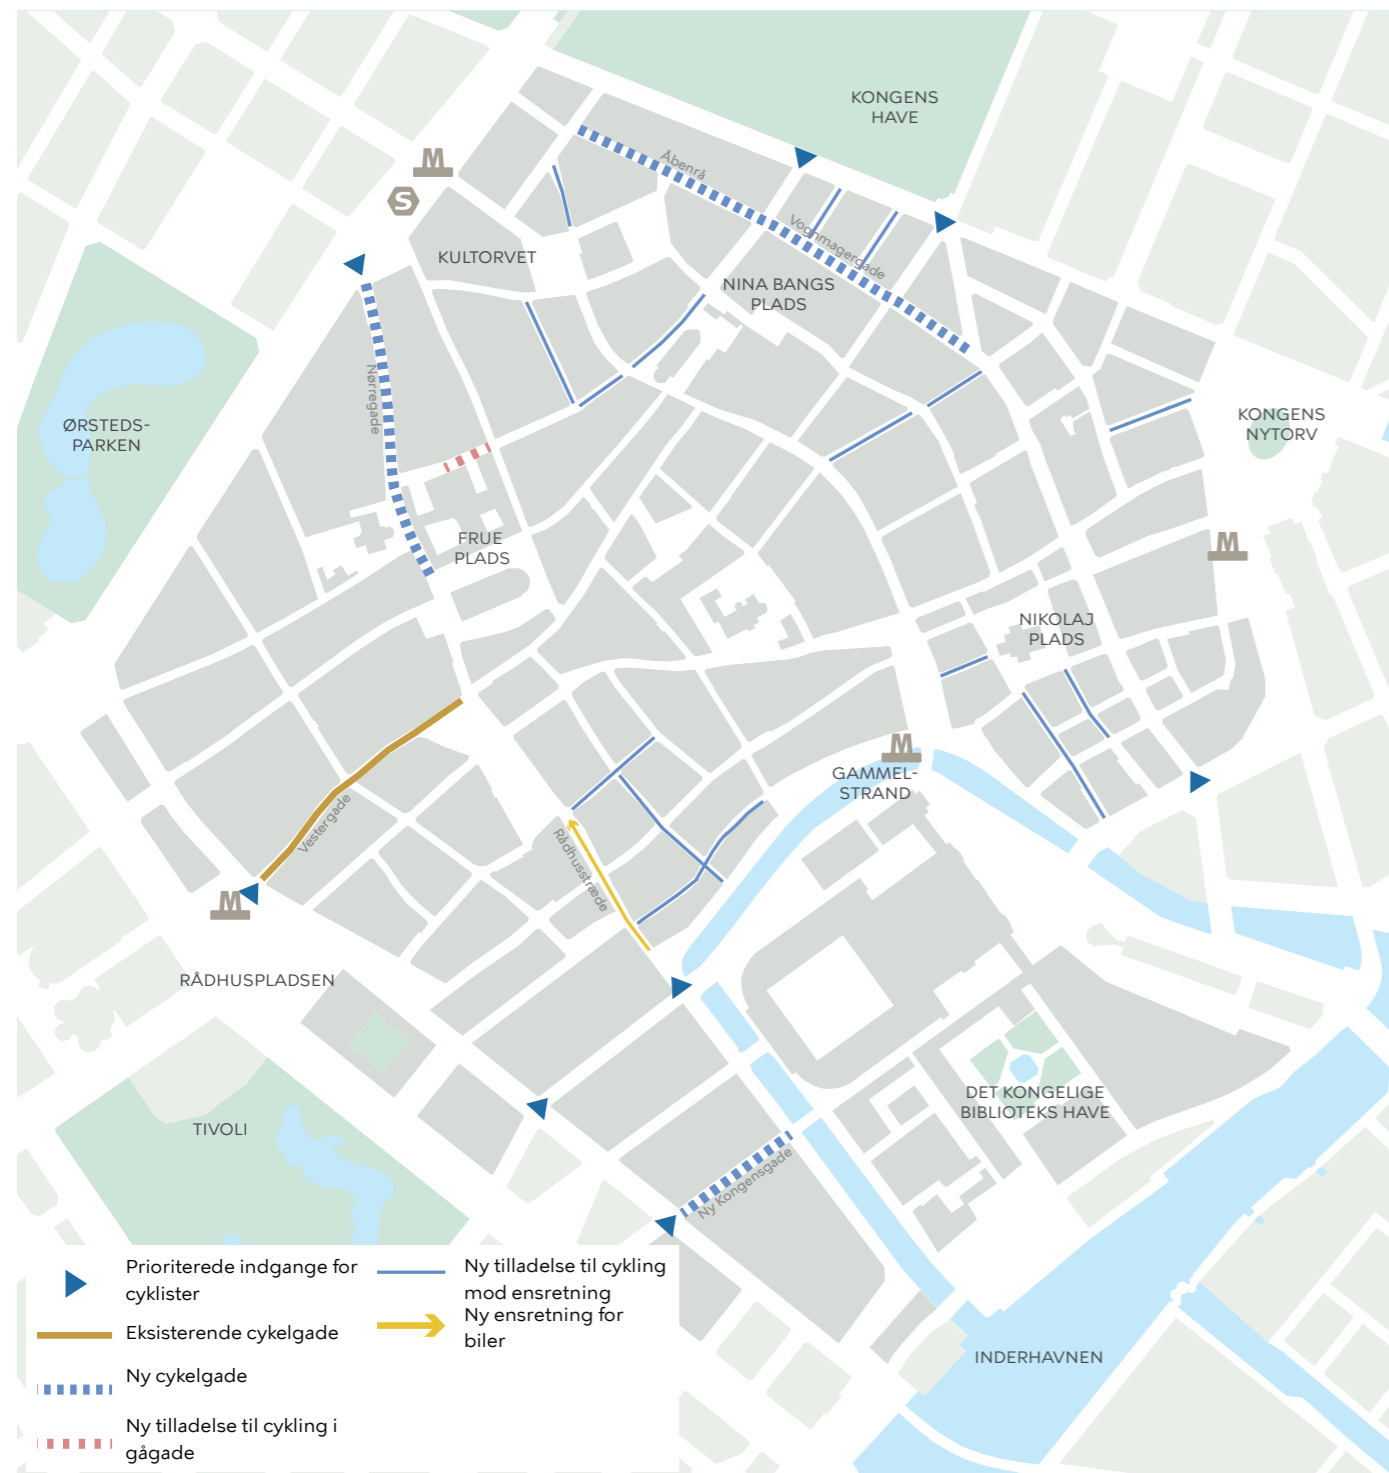 KONGENS
HAVE
M
S
Åbenrå
Vognmagergade
KULTORVET
NINA BANGS
PLADS
Nørregade
ØRSTEDS-
PARKEN
KONGENS
NYTORV
FRUE
PLADS
M
NIKOLAJ
PLADS
M
GAMMEL-
STRAND
Vestergade
Rådhusstræde
M
RÅDHUSPLADSEN
DET KONGELIGE
BIBLIOTEKS HAVE
TIVOLI
Ny Kongensgade
INDERHAVNEN
Prioriterede indgange for
cyklister
Eksisterende cykelgade
Ny cykelgade
Ny tilladelse til cykling i
gågade
Ny tilladelse til cykling
mod ensretning
Ny ensretning for
biler